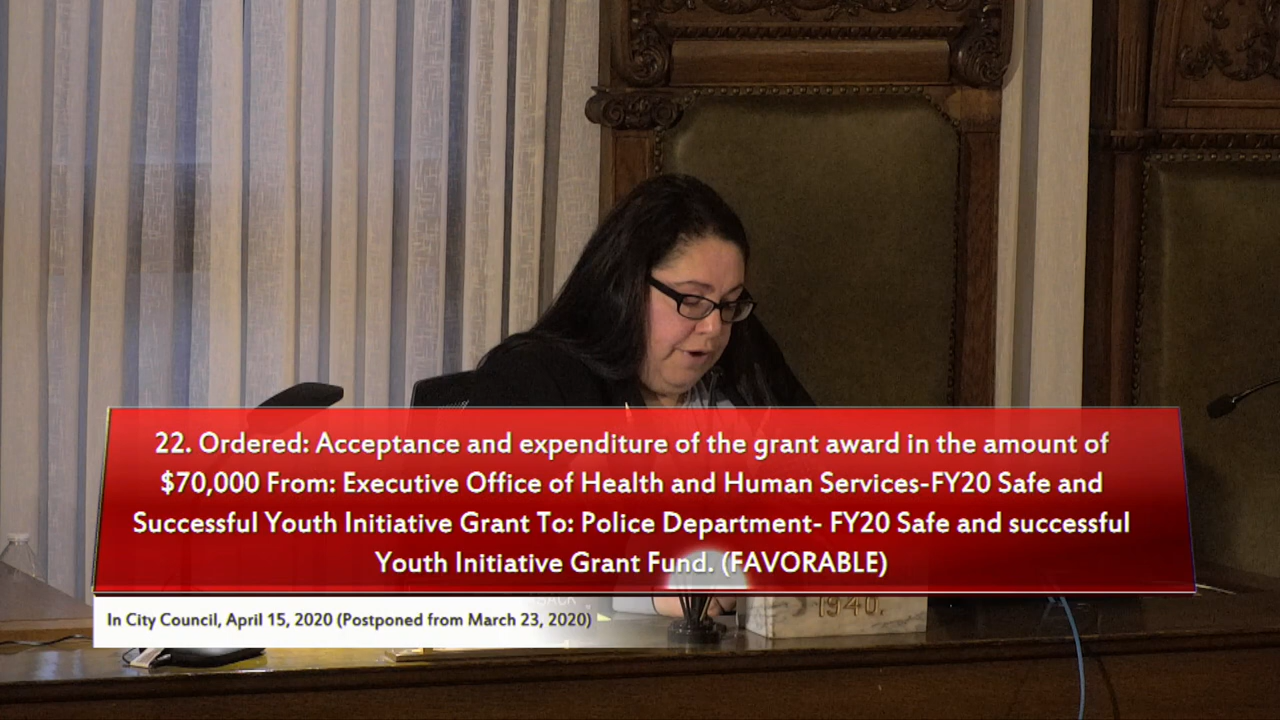 22. Ordered: Acceptance and expenditure of the grant award in the amount of
$70,000 From: Executive Office of Health and Human Services-FY20 Safe and
Successful Youth Initiative Grant To: Police Department- FY20 Safe and successful
Youth Initiative Grant Fund. (FAVORABLE)
In City Council, April 15, 2020 (Postponed from March 23, 2020)
1940.